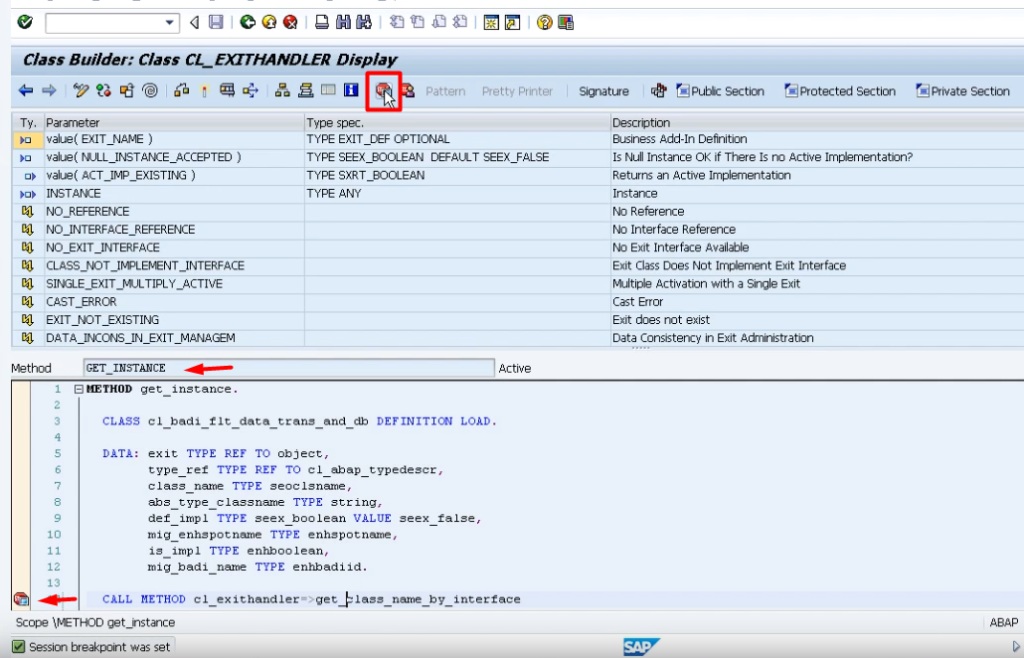 Class Builder: Class CL_EXITHANDLER Display
Pattern Pretty Printer Signature Public Section Protected Section Private Section
Ty. Parameter Type spec. Description
value( EXIT_NAME ) TYPE EXIT_DEF OPTIONAL Business Add-In Definition
value( NULL_INSTANCE_ACCEPTED ) TYPE SEEX_BOOLEAN DEFAULT SEEX_FALSE Is Null Instance OK if There Is no Active Implementation?
value( ACT_IMP_EXISTING ) TYPE SXRT_BOOLEAN Returns an Active Implementation
INSTANCE TYPE ANY Instance
NO_REFERENCE No Reference
NO_INTERFACE_REFERENCE No Interface Reference
NO_EXIT_INTERFACE No Exit Interface Available
CLASS_NOT_IMPLEMENT_INTERFACE Exit Class Does Not Implement Exit Interface
SINGLE_EXIT_MULTIPLY_ACTIVE Multiple Activation with a Single Exit
CAST_ERROR Cast Error
EXIT_NOT_EXISTING Exit does not exist
DATA_INCONS_IN_EXIT_MANAGEM Data Consistency in Exit Administration
Method GET_INSTANCE Active
1 METHOD get_instance.
2
3 CLASS cl_badi_flt_data_trans_and_db DEFINITION LOAD.
4
5 DATA: exit TYPE REF TO object,
6 type_ref TYPE REF TO cl_abap_typedescr,
7 class_name TYPE seoclsname,
8 abs_type_classname TYPE string,
9 def_impl TYPE seex_boolean VALUE seex_false,
10 mig_enhspotname TYPE enhspotname,
11 is_impl TYPE enhboolean,
12 mig_badi_name TYPE enhbadiid.
13
CALL METHOD cl_exithandler=>get_class_name_by_interface
Scope \METHOD get_instance ABAP
Session breakpoint was set SAP